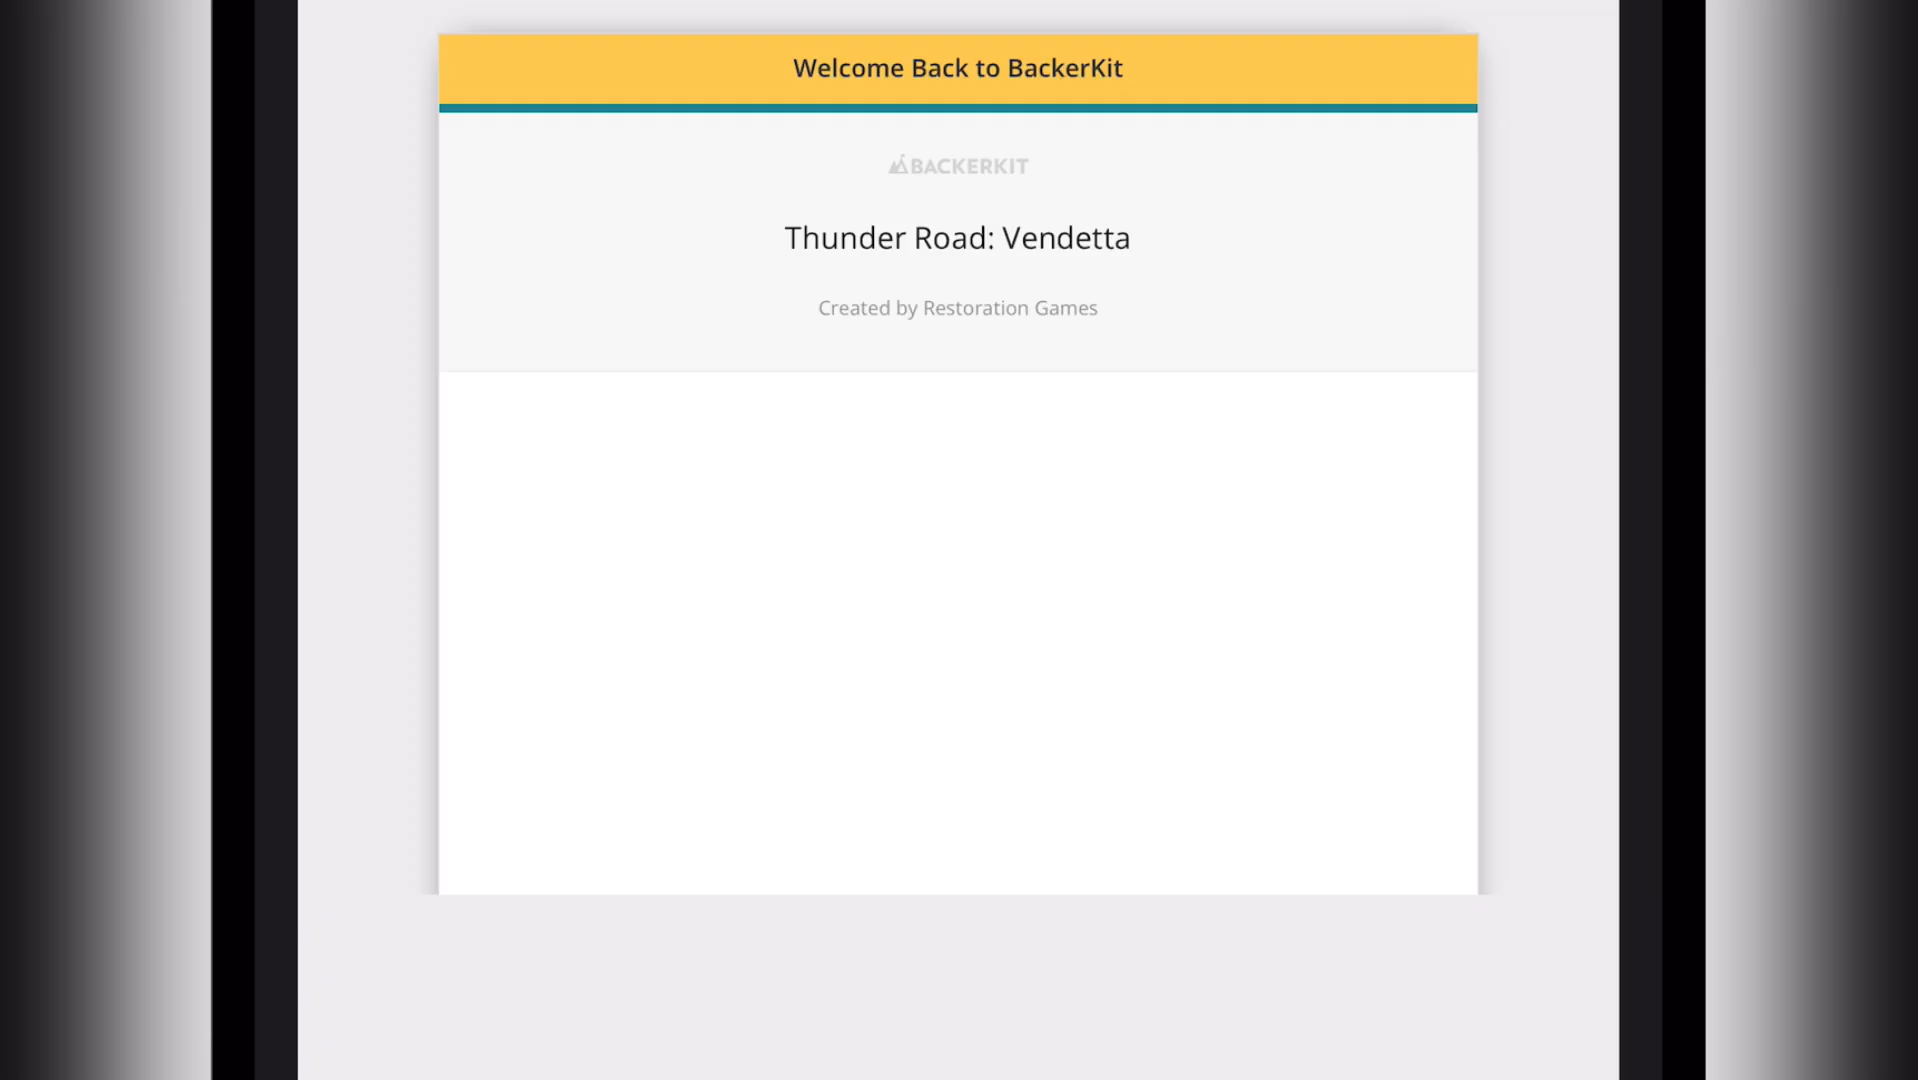 Welcome Back to BackerKit
BACKERKIT
Thunder Road: Vendetta
Created by Restoration Games